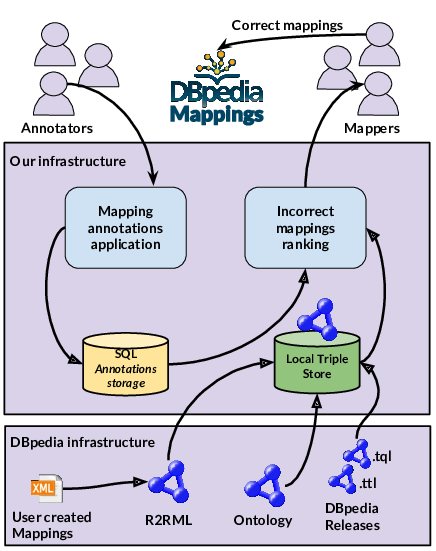 Correct mappings
DBpedia
Mappings
Annotators
Mappers
Our infrastructure
Mapping
annotations
application
Incorrect
mappings
ranking
SQL
Annotations
storage
Local Triple
Store
DBpedia infrastructure
XML
.tql
.ttl
User created
Mappings
R2RML
Ontology
DBpedia
Releases